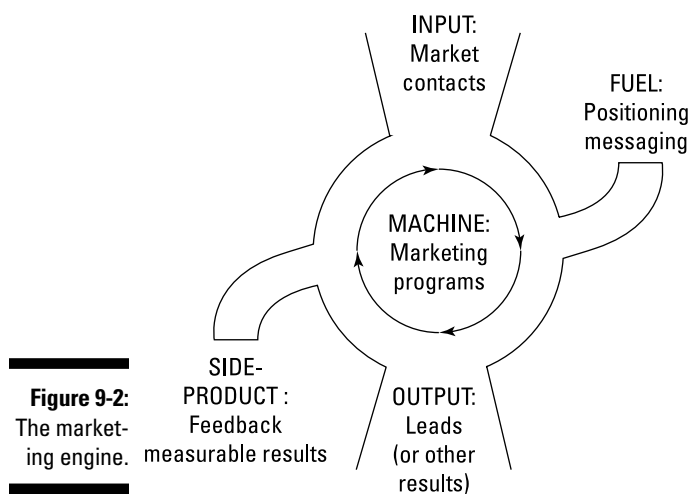 INPUT:
Market
contacts
FUEL:
Positioning
messaging
MACHINE:
Marketing
programs
SIDE-
PRODUCT :
Feedback
measurable results
OUTPUT:
Leads
(or other
results)
Figure 9-2:
The market-
ing engine.